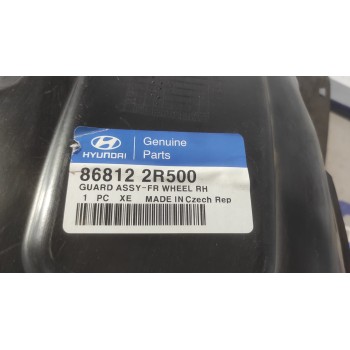 HYUNDAI
Genuine
Parts
86812 2R500
GUARD ASSY-FR WHEEL RH
1 PC XE MADE IN Czech Rep